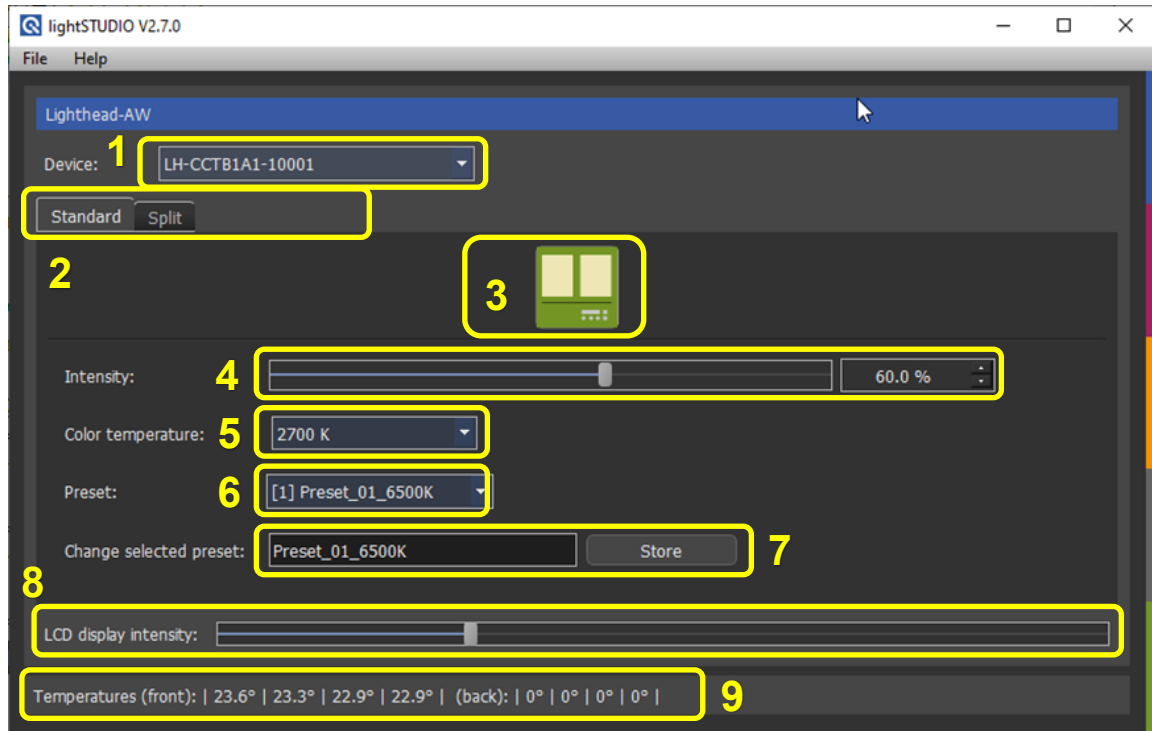 lightSTUDIO V2.7.0
File Help
Lighthead-AW
Device: 1 LH-CCTB1A1-10001
Standard Split
2
3
Intensity: 4 60.0 %
Color temperature: 5 2700 K
Preset: 6 [1] Preset_01_6500K
Change selected preset: Preset_01_6500K Store 7
8
LCD display intensity:
Temperatures (front): | 23.6° | 23.3° | 22.9° | 22.9° | (back): | 0° | 0° | 0° | 0° | 9